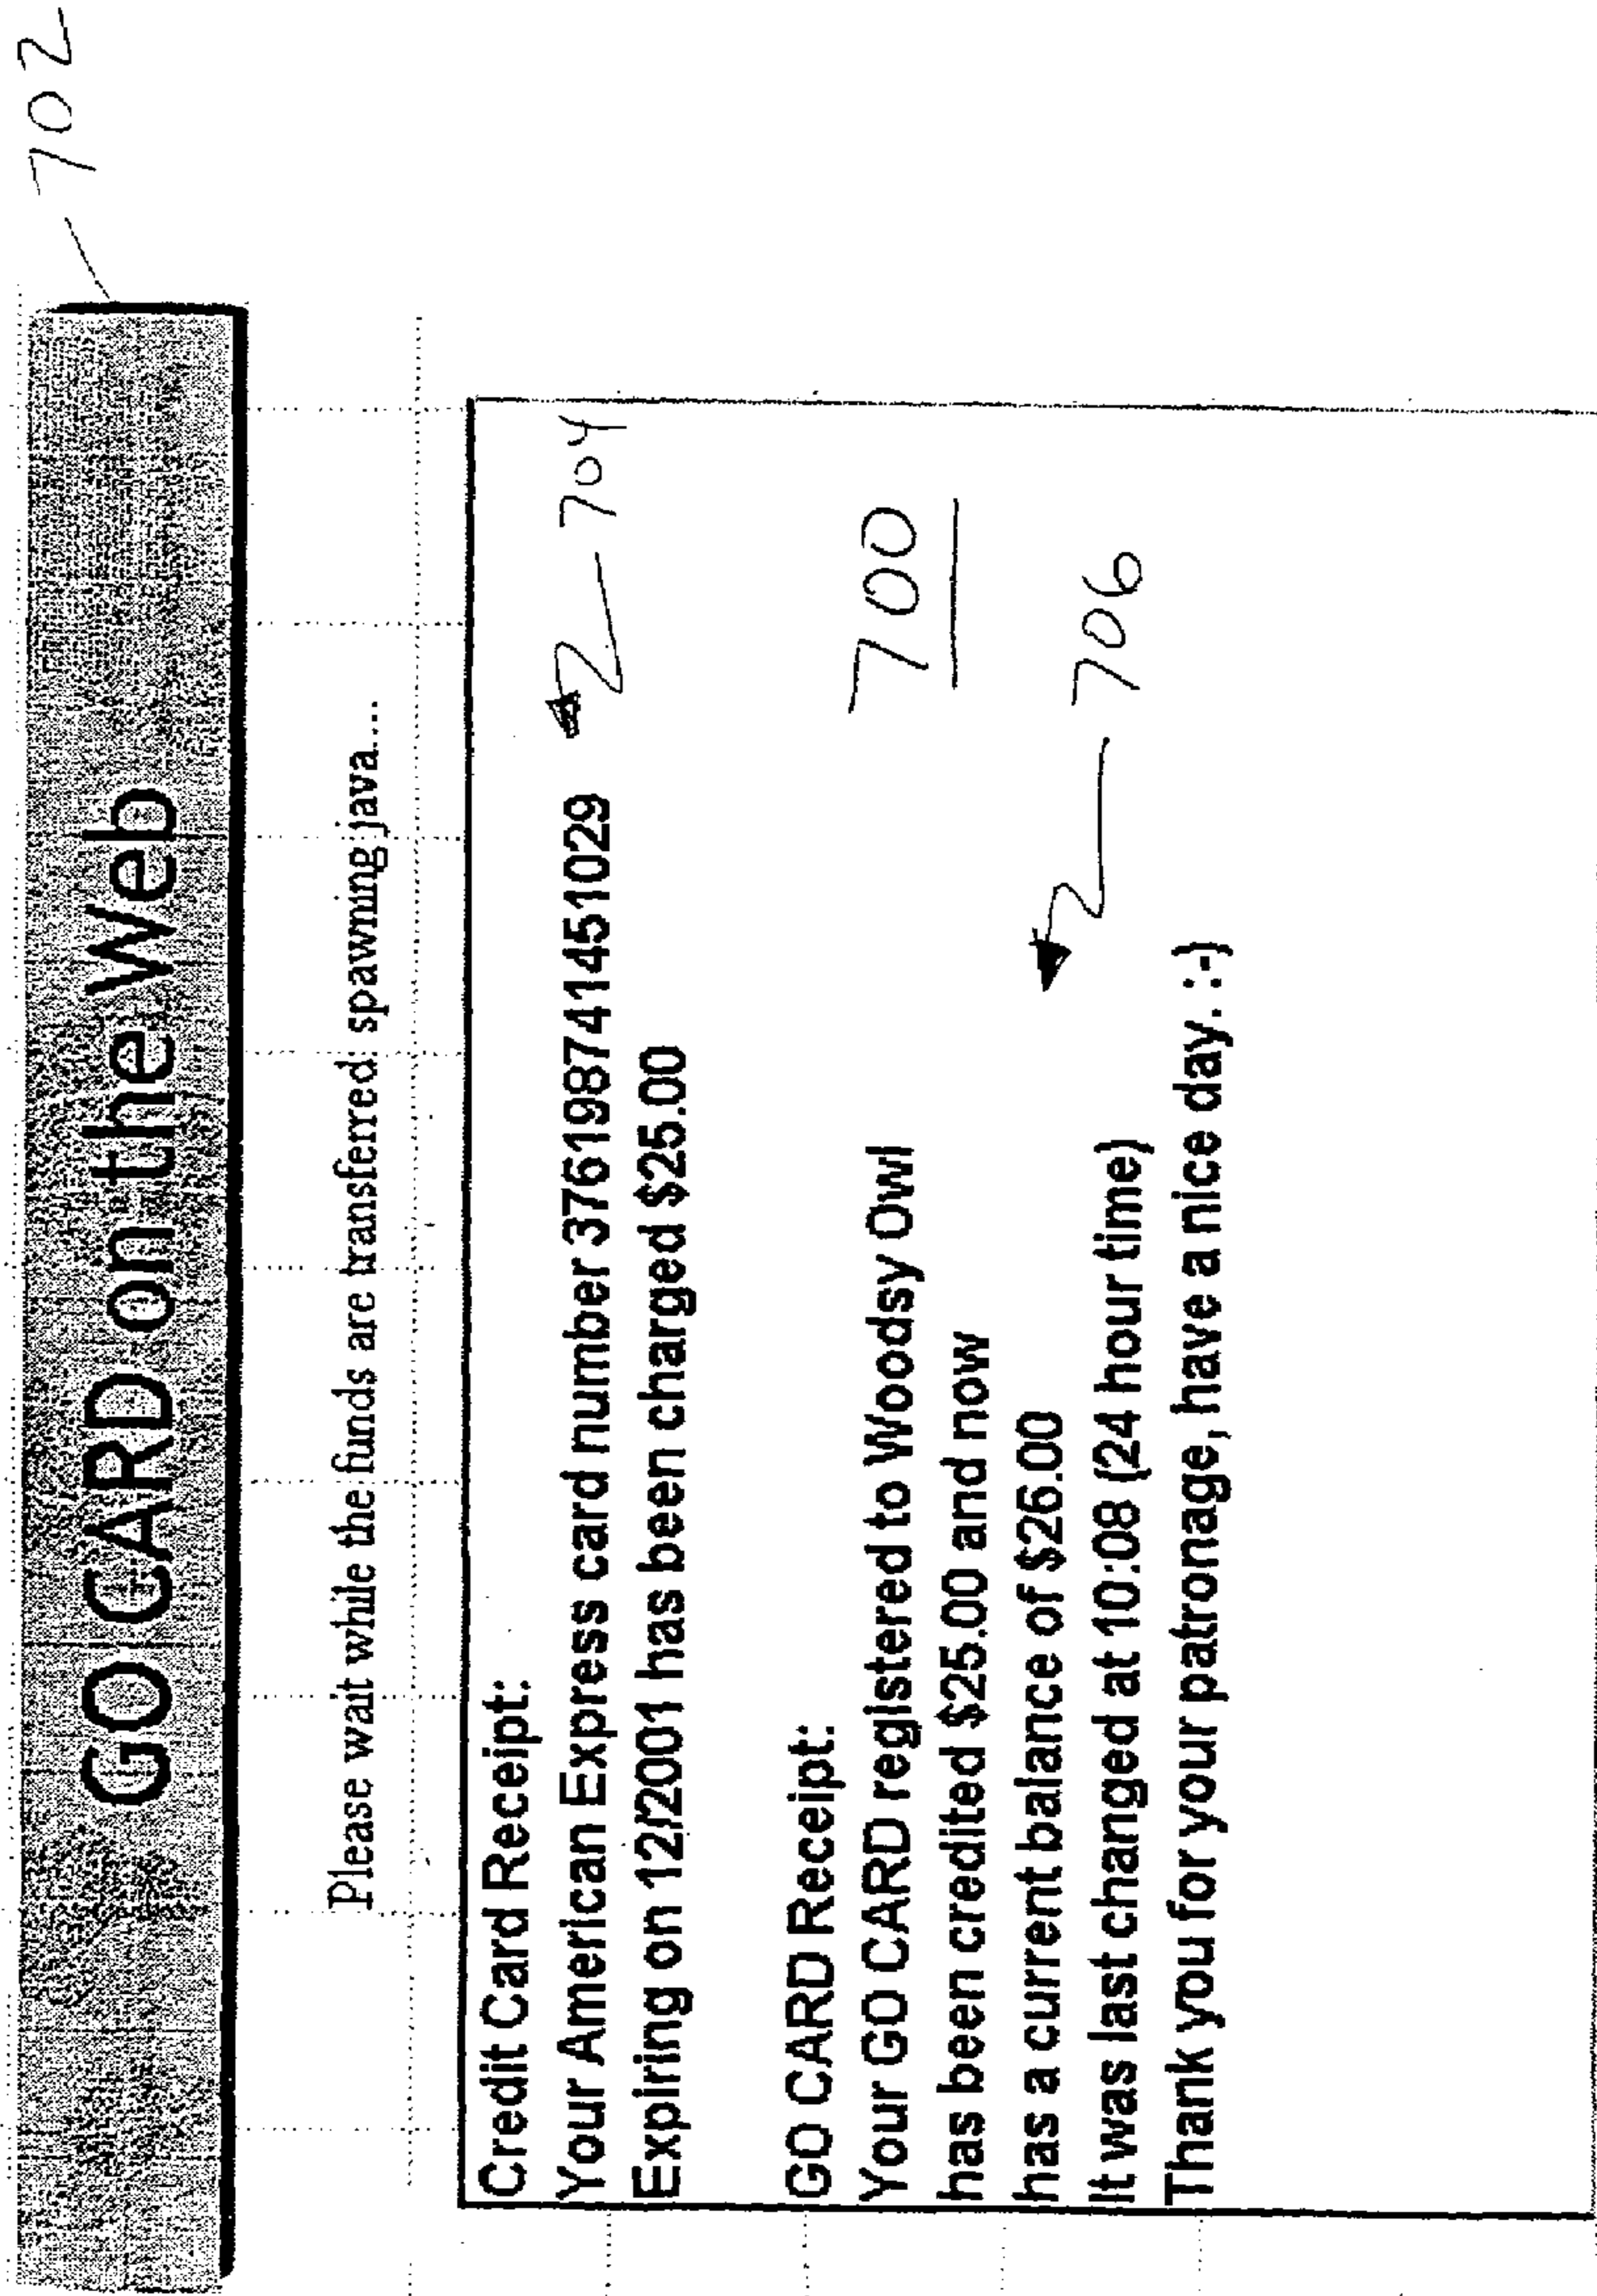 702
GO CARD on the Web
Please wait while the funds are transferred: spawning java...
Credit Card Receipt:
Your American Express card number 376198741451029
704
Expiring on 12/2001 has been charged $25.00
GO CARD Receipt:
Your GO CARD registered to Woodsy Owl
700
has been credited $25.00 and now
has a current balance of $26.00
706
It was last changed at 10:08 (24 hour time)
Thank you for your patronage, have a nice day. :-)